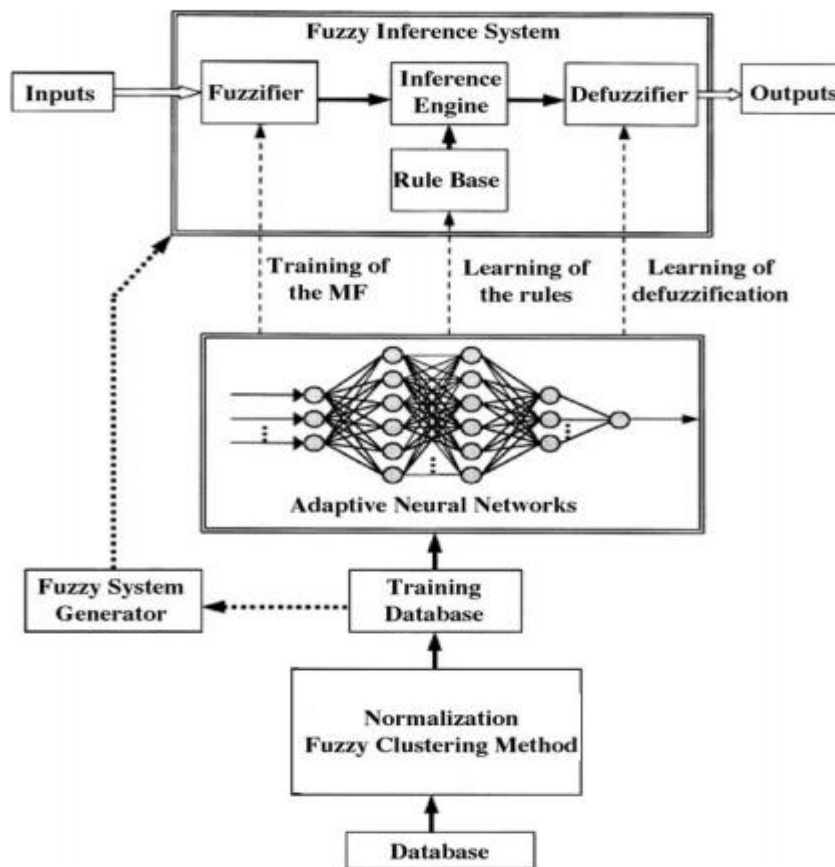 Fuzzy Inference System
Inputs
Fuzzifier
Inference
Engine
Defuzzifier
Outputs
Rule Base
Training of
the MF
Learning of
the rules
Learning of
defuzzification
Adaptive Neural Networks
Fuzzy System
Generator
Training
Database
Normalization
Fuzzy Clustering Method
Database